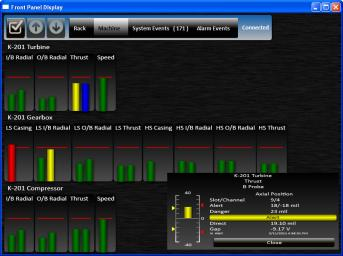 Front Panel Display
Rack
Machine
System Events (171)
Alarm Events
Connected
K-201 Turbine
I/B Radial
O/B Radial
Thrust
Speed
K-201 Gearbox
LS Casing
LS I/B Radial
LS O/B Radial
LS Thrust
HS Casing
HS I/B Radial
HS O/B Radial
HS Thrust
K-201 Compressor
I/B Radial
O/B Radial
Thrust
Speed
K-201 Turbine
Thrust
B Probe
Axial Position
40
0
-40
Slot/Channel 9/4
Alert 18/-18 mil
Danger 23 mil
Alert
Direct 19.10 mil
Gap -9.17 V
Close